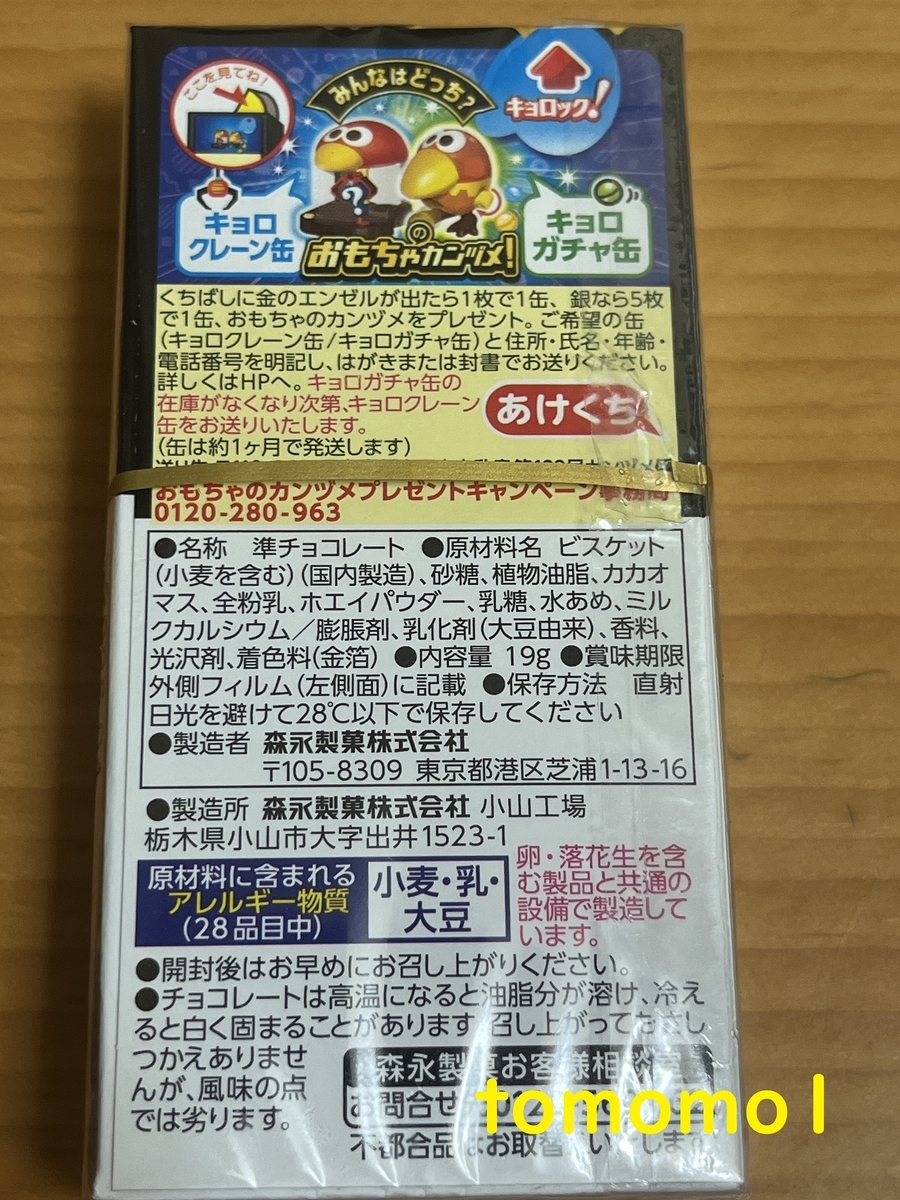 ここを見てね!
みんなはどっち?
キョロック!
キョロ
クレーン缶
キョロ
ガチャ缶
の
おもちゃカンヅメ!
くちばしに金のエンゼルが出たら1枚で1缶、銀なら5枚
で1缶、おもちゃのカンヅメをプレゼント。ご希望の缶
(キョロクレーン缶/キョロガチャ缶)と住所・氏名・年齢・
電話番号を明記し、はがきまたは封書でお送りください。
詳しくはHPへ。キョロガチャ缶の
在庫がなくなり次第、キョロクレーン
缶をお送りいたします。
あけくち
(缶は約1ヶ月で発送します)
おもちゃのカンヅメプレゼントキャンペーン事務局
0120-280-963
●名称 準チョコレート ●原材料名 ビスケット
(小麦を含む)(国内製造)、砂糖、植物油脂、カカオ
マス、全粉乳、ホエイパウダー、乳糖、水あめ、ミル
クカルシウム/膨脹剤、乳化剤(大豆由来)、香料、
光沢剤、着色料(金箔) ●内容量 19g ●賞味期限
外側フィルム(左側面)に記載 ●保存方法 直射
日光を避けて28℃以下で保存してください
●製造者 森永製菓株式会社
〒105-8309 東京都港区芝浦1-13-16
●製造所 森永製菓株式会社 小山工場
栃木県小山市大字出井1523-1
原材料に含まれる
アレルギー物質
(28品目中)
小麦・乳・
大豆
卵・落花生を含
む製品と共通の
設備で製造して
います。
●開封後はお早めにお召し上がりください。
●チョコレートは高温になると油脂分が溶け、冷え
ると白く固まることがあります。召し上がってもさし
つかえありませ
んが、風味の点
では劣ります。
森永製菓お客様相談室
お問合せ
不都合品はお取替えいたします
tomomo1